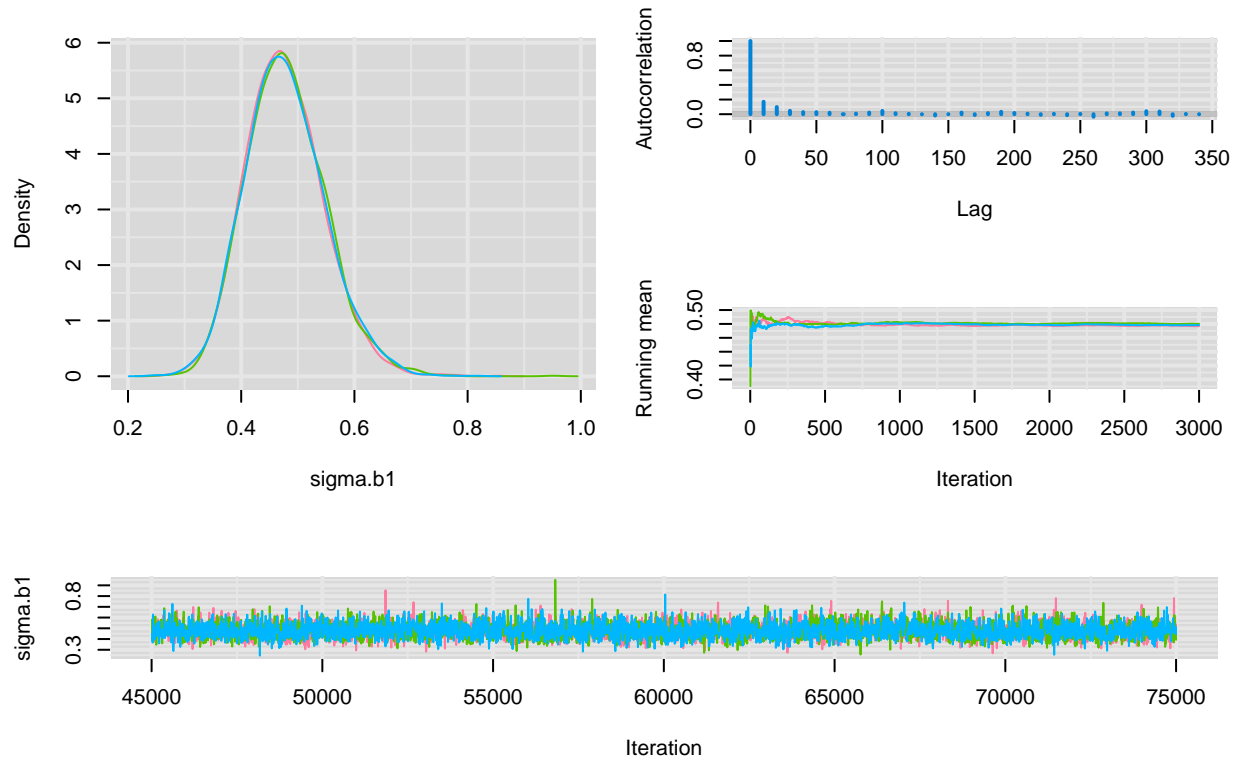 Density
6
5
4
3
2
1
0
0.2 0.4 0.6 0.8 1.0
sigma.b1
Autocorrelation
0.8
0.0
0 50 100 150 200 250 300 350
Lag
Running mean
0.50
0.40
0 500 1000 1500 2000 2500 3000
Iteration
sigma.b1
0.8
0.3
45000 50000 55000 60000 65000 70000 75000
Iteration